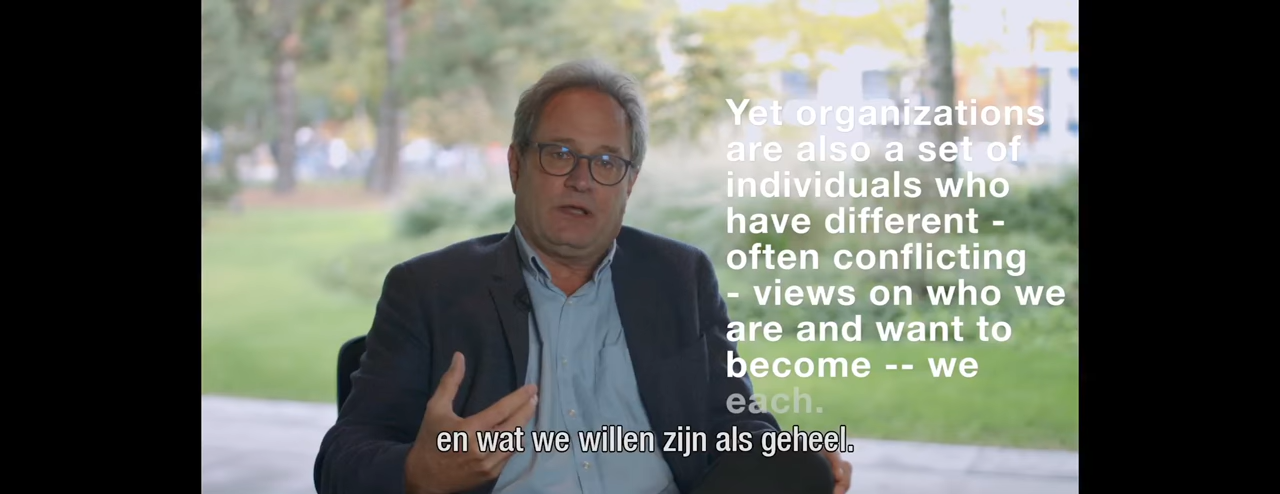 Yet organizations
are also a set of
individuals who
have different -
often conflicting
- views on who we
are and want to
become -- we
each.
en wat we willen zijn als geheel.